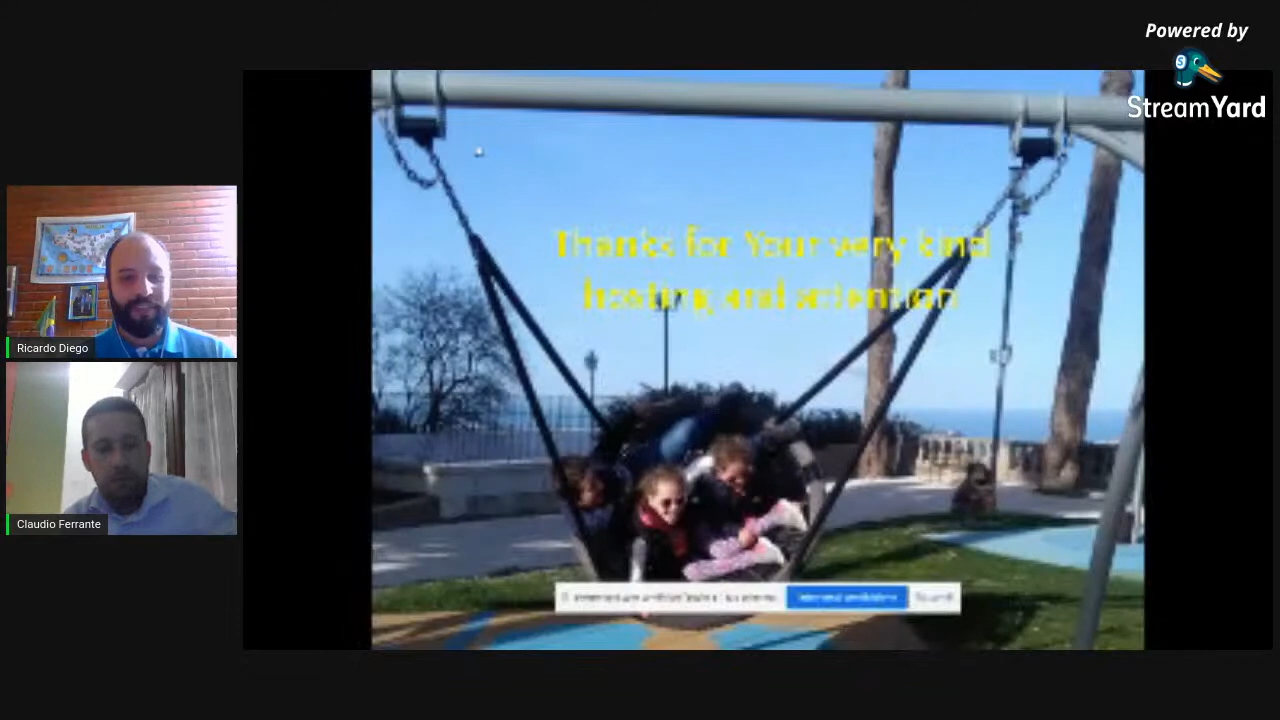 Powered by
StreamYard
Thanks for Your very kind
hosting and attention
Ricardo Diego
Claudio Ferrante